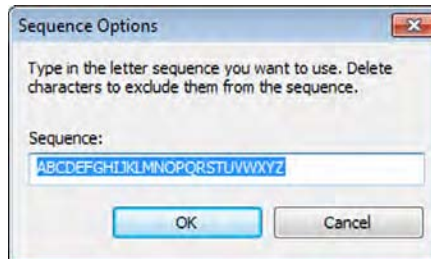 Sequence Options
Type in the letter sequence you want to use. Delete
characters to exclude them from the sequence.
Sequence:
ABCDEFGHIJKLMNOPQRSTUVWXYZ
OK
Cancel